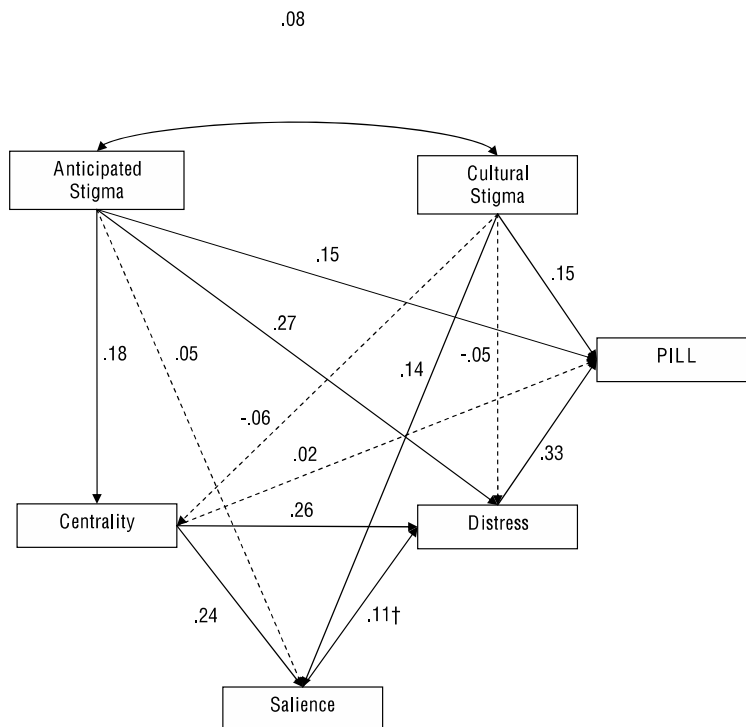 .08
Anticipated
Stigma
Cultural
Stigma
.15
.15
.27
.18
.05
.14
-.05
PILL
-.06
.02
.33
Centrality
.26
Distress
.24
.11†
Salience